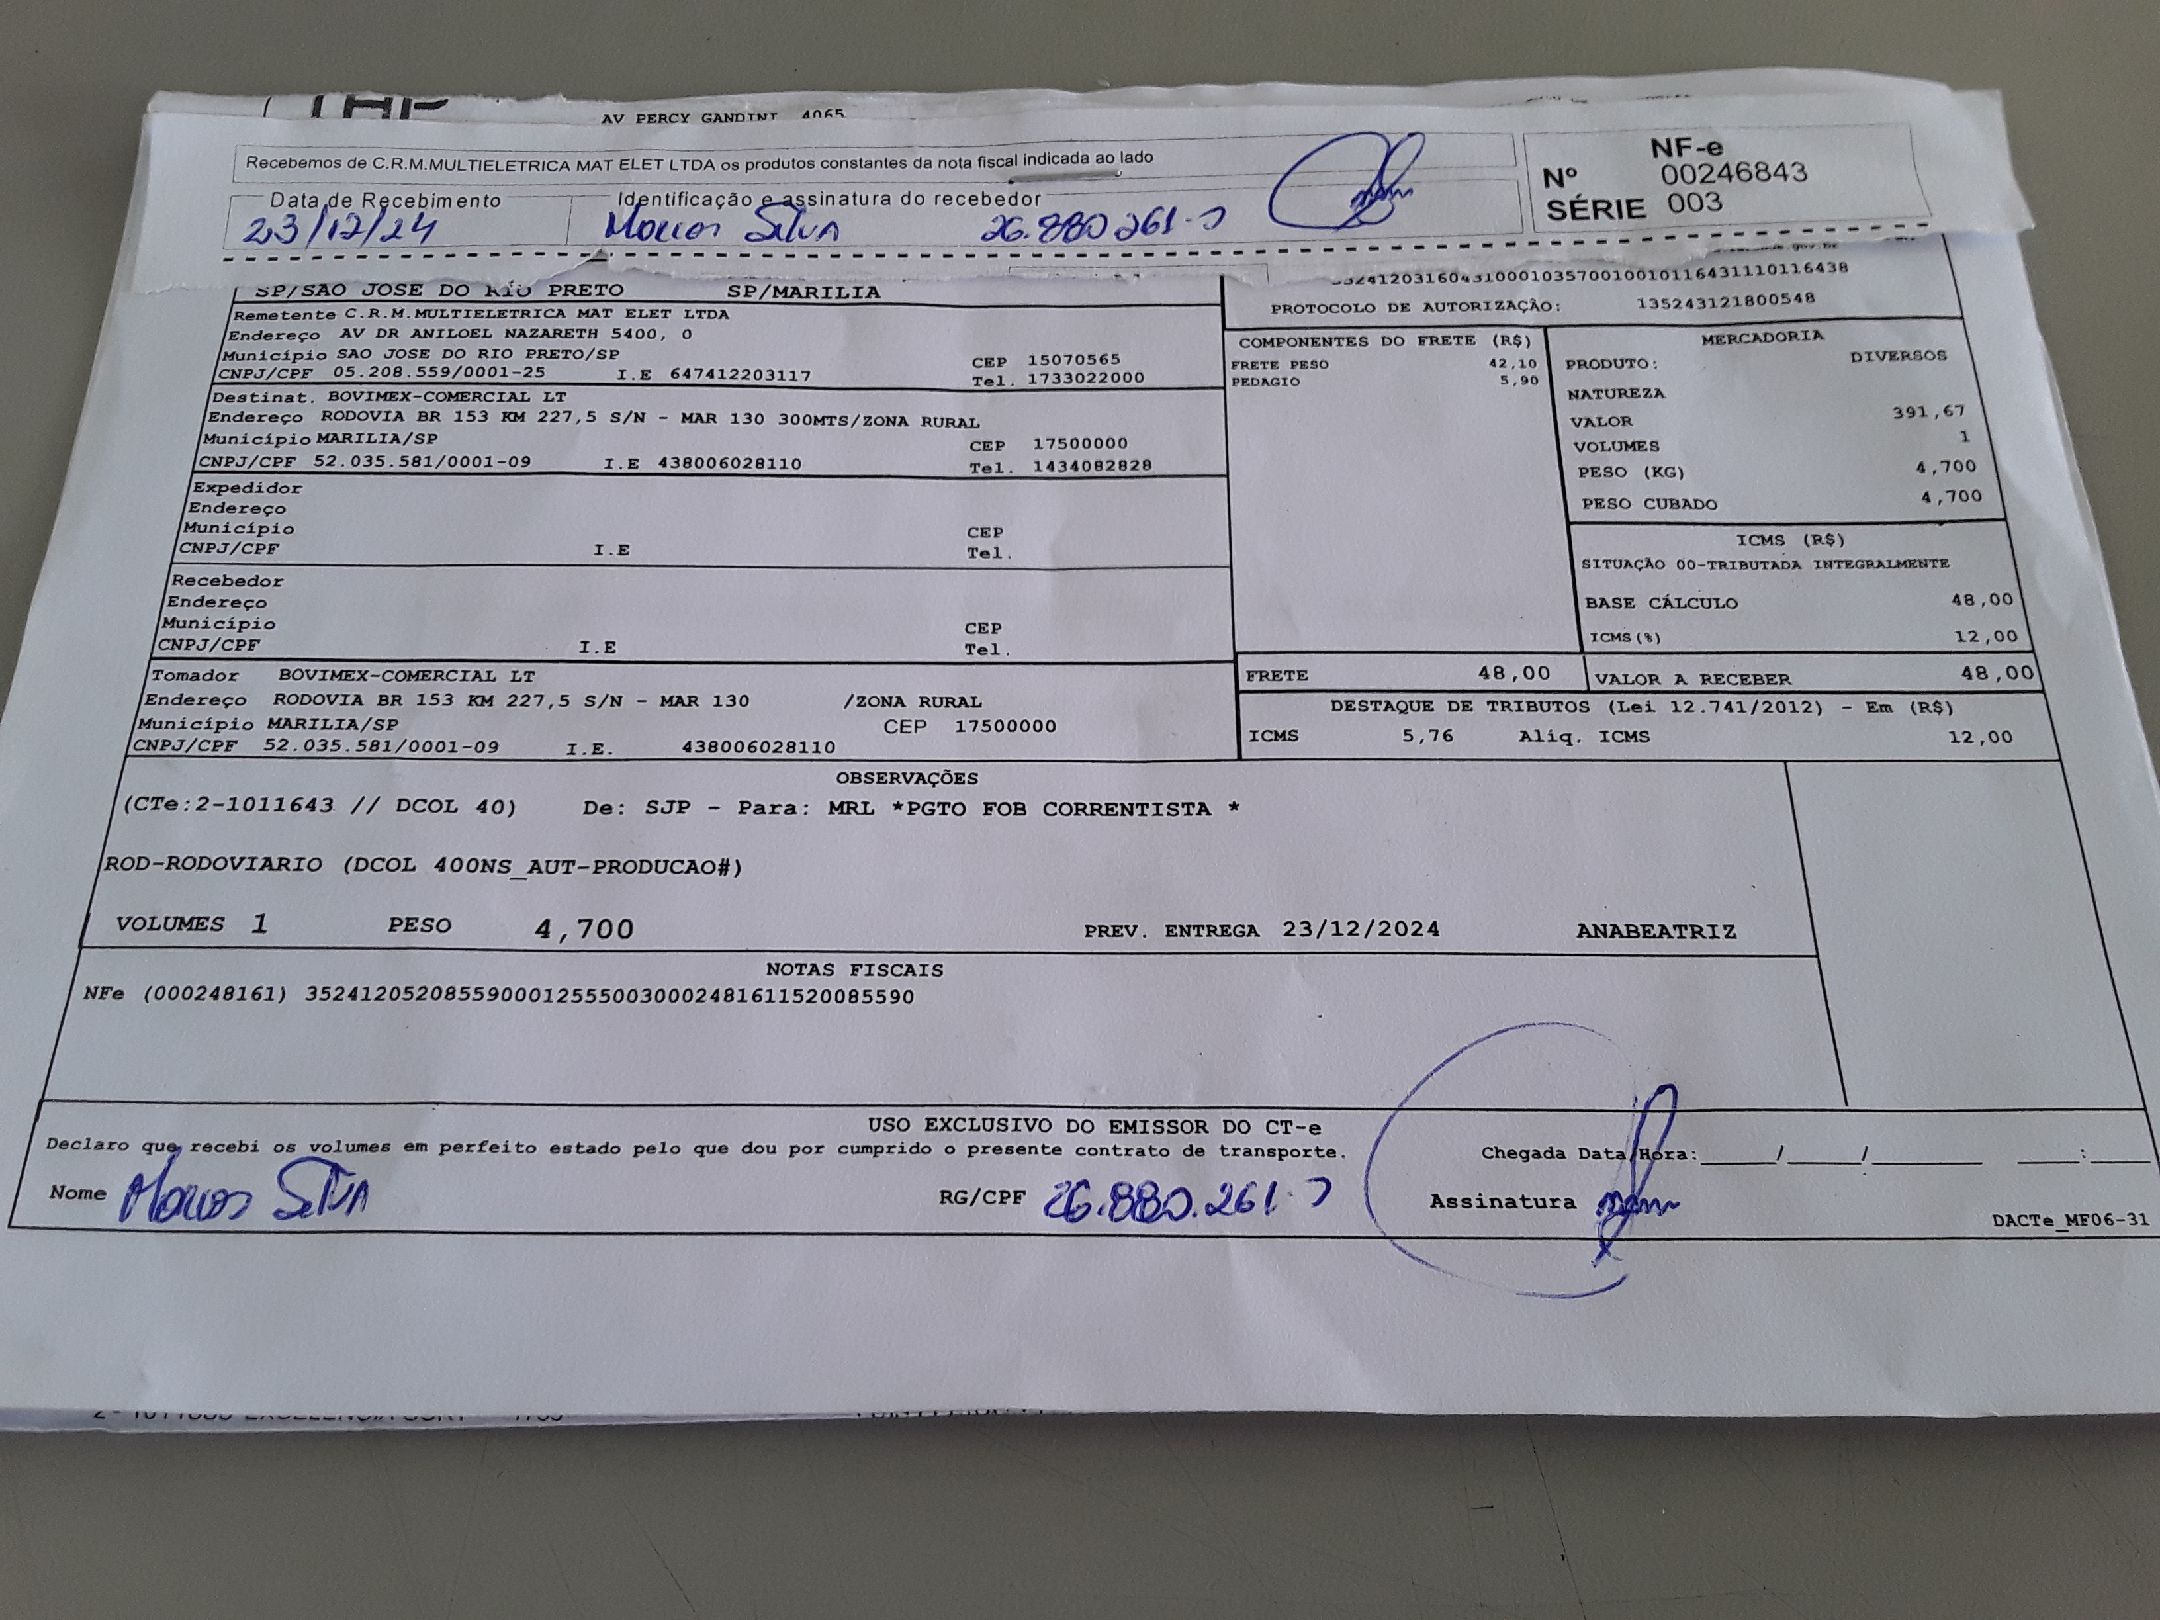 AV PERCY GANDINI 4065
Recebemos de C.R.M.MULTIELETRICA MAT ELET LTDA os produtos constantes da nota fiscal indicada ao lado
NF-e
Nº 00246843
SÉRIE 003
Data de Recebimento Identificação e assinatura do recebedor
23/12/24 Marcos Silva 26.880.261-7
SP/SAO JOSE DO RIO PRETO SP/MARILIA
PROTOCOLO DE AUTORIZAÇÃO: 135243121800548
Remetente C.R.M.MULTIELETRICA MAT ELET LTDA
Endereço AV DR ANILOEL NAZARETH 5400, 0
Município SAO JOSE DO RIO PRETO/SP CEP 15070565
CNPJ/CPF 05.208.559/0001-25 I.E 647412203117 Tel. 1733022000
Destinat. BOVIMEX-COMERCIAL LT
Endereço RODOVIA BR 153 KM 227,5 S/N - MAR 130 300MTS/ZONA RURAL
Município MARILIA/SP CEP 17500000
CNPJ/CPF 52.035.581/0001-09 I.E 438006028110 Tel. 1434082828
Expedidor
Endereço
Município CEP
CNPJ/CPF I.E Tel.
Recebedor
Endereço
Município CEP
CNPJ/CPF I.E Tel.
Tomador BOVIMEX-COMERCIAL LT
Endereço RODOVIA BR 153 KM 227,5 S/N - MAR 130 /ZONA RURAL
Município MARILIA/SP CEP 17500000
CNPJ/CPF 52.035.581/0001-09 I.E. 438006028110
COMPONENTES DO FRETE (R$)
FRETE PESO 42,10
PEDAGIO 5,90
MERCADORIA
PRODUTO: DIVERSOS
NATUREZA
VALOR 391,67
VOLUMES 1
PESO (KG) 4,700
PESO CUBADO 4,700
ICMS (R$)
SITUAÇÃO 00-TRIBUTADA INTEGRALMENTE
BASE CÁLCULO 48,00
ICMS(%) 12,00
FRETE 48,00 VALOR A RECEBER 48,00
DESTAQUE DE TRIBUTOS (Lei 12.741/2012) - Em (R$)
ICMS 5,76 Aliq. ICMS 12,00
OBSERVAÇÕES
(CTe:2-1011643 // DCOL 40) De: SJP - Para: MRL *PGTO FOB CORRENTISTA *
ROD-RODOVIARIO (DCOL 400NS_AUT-PRODUCAO#)
VOLUMES 1 PESO 4,700 PREV. ENTREGA 23/12/2024 ANABEATRIZ
NOTAS FISCAIS
NFe (000248161) 35241205208559000125550030002481611520085590
USO EXCLUSIVO DO EMISSOR DO CT-e
Declaro que recebi os volumes em perfeito estado pelo que dou por cumprido o presente contrato de transporte. Chegada Data/Hora:_____/_____/_______ ____:____
Nome Marcos Silva RG/CPF 26.880.261-7 Assinatura
DACTe_MF06-31